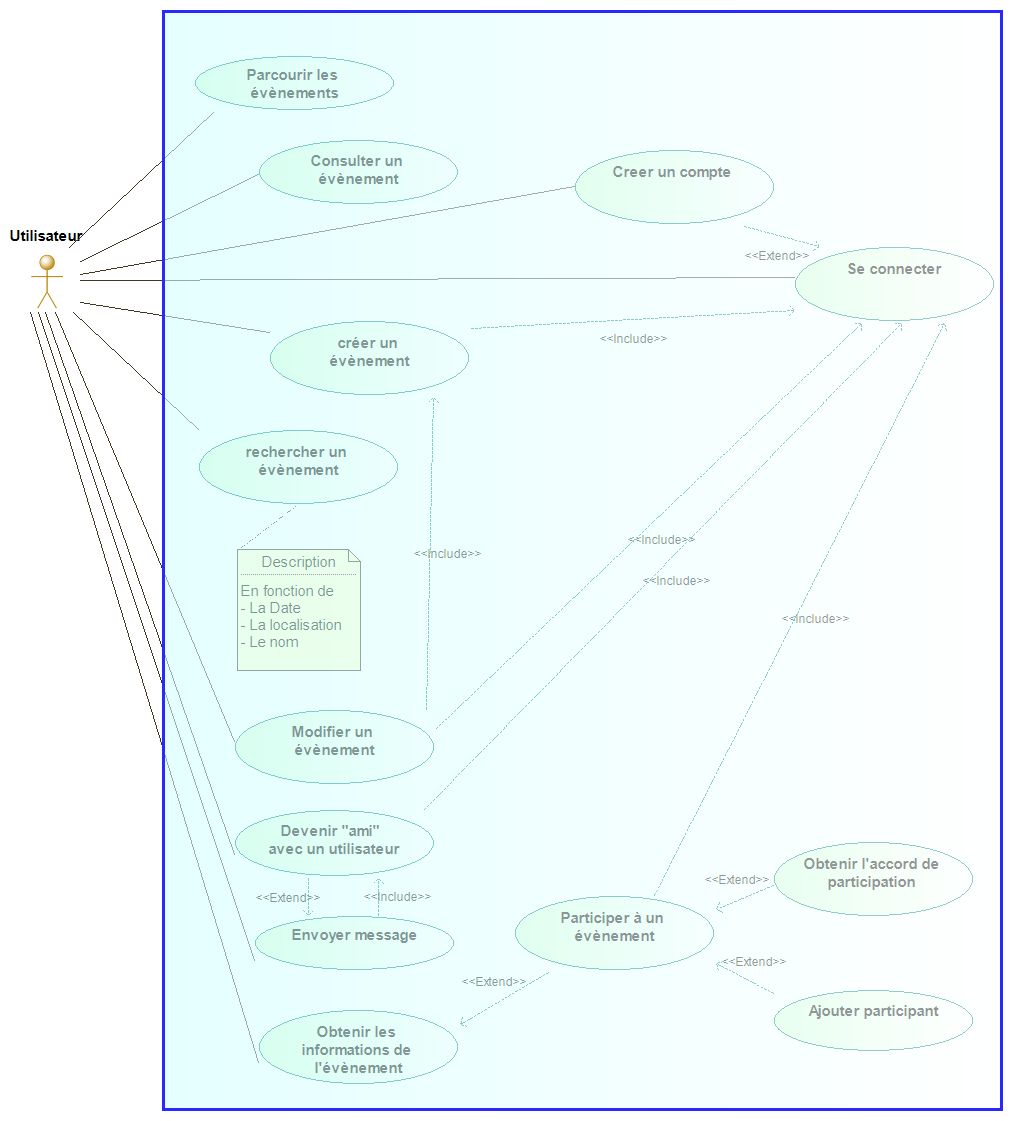 Parcourir les
évènements
Consulter un
évènement
Creer un compte
Utilisateur
<<Extend>>
Se connecter
créer un
évènement
<<Include>>
rechercher un
évènement
<<Include>>
<<Include>>
Description
En fonction de
- La Date
- La localisation
- Le nom
<<Include>>
<<Include>>
Modifier un
évènement
Devenir "ami"
avec un utilisateur
<<Extend>>
<<Include>>
Obtenir l'accord de
participation
<<Extend>>
Envoyer message
Participer à un
évènement
<<Extend>>
<<Extend>>
Ajouter participant
Obtenir les
informations de
l'évènement